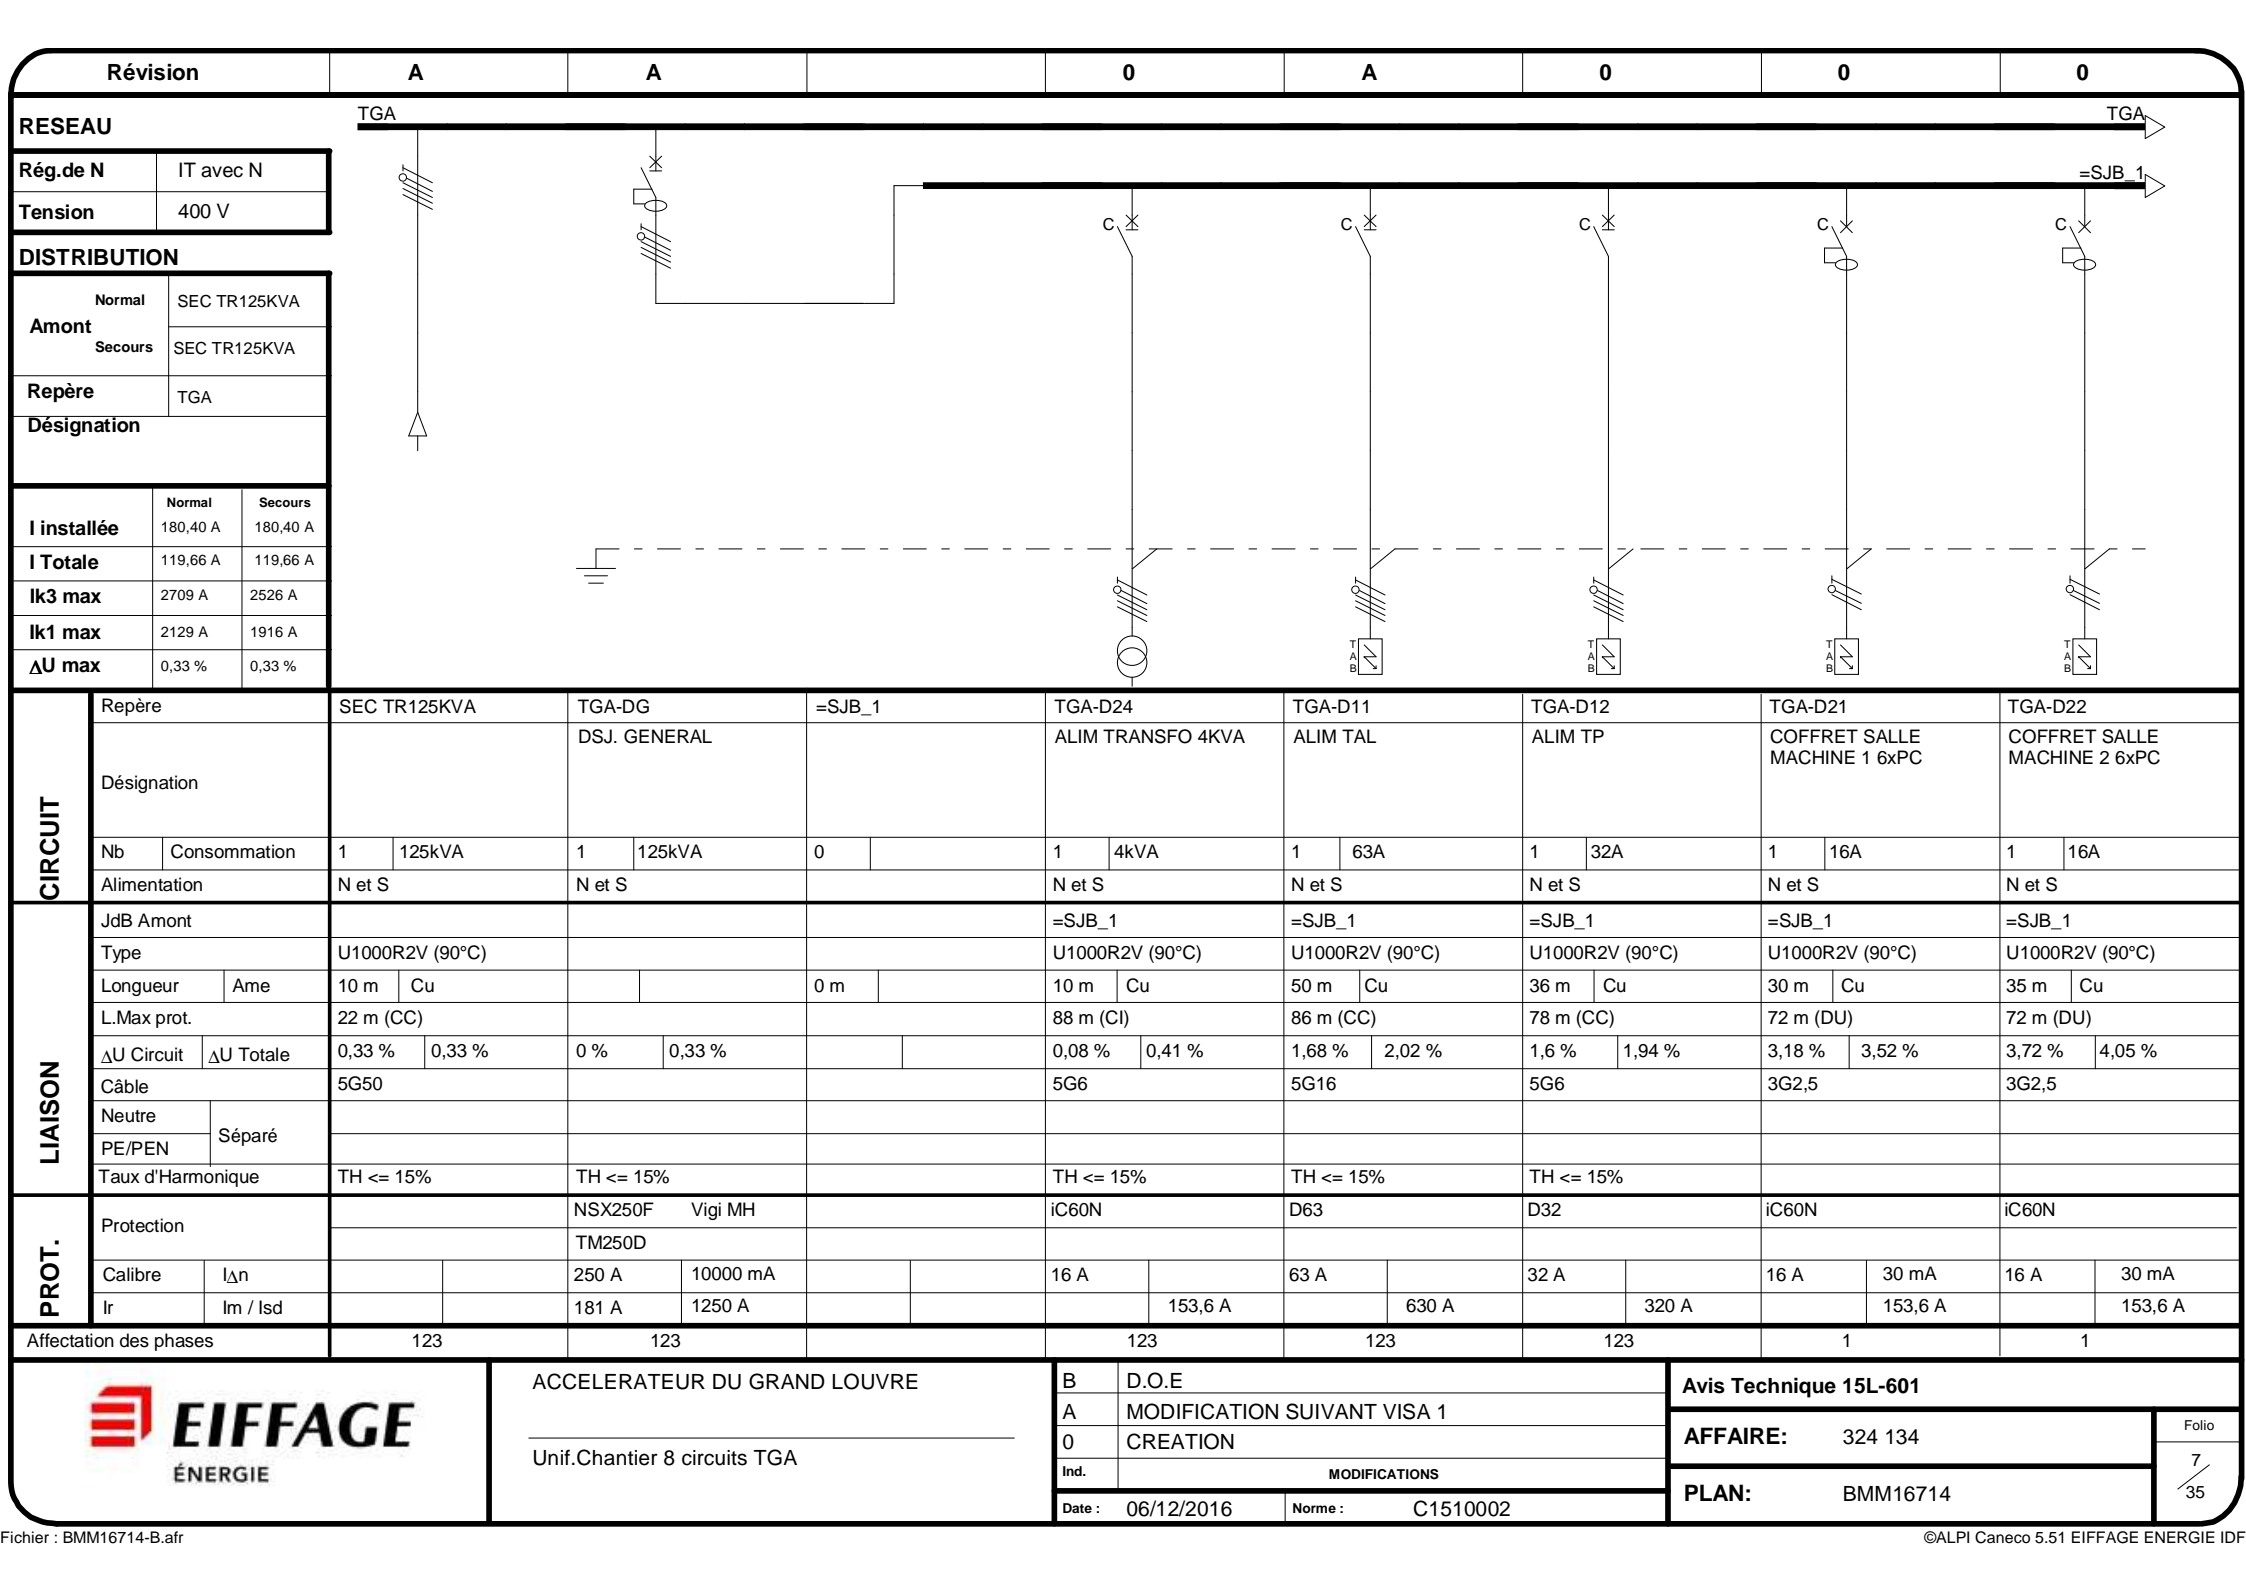 Révision A A 0 A 0 0 0
RESEAU
TGA TGA
Rég.de N IT avec N
Tension 400 V
=SJB_1
C C C C C
DISTRIBUTION
Amont
Normal SEC TR125KVA
Secours SEC TR125KVA
Repère TGA
Désignation
Normal Secours
I installée 180,40 A 180,40 A
I Totale 119,66 A 119,66 A
Ik3 max 2709 A 2526 A
Ik1 max 2129 A 1916 A
∆U max 0,33 % 0,33 %
TAB TAB TAB TAB
CIRCUIT
Repère SEC TR125KVA TGA-DG =SJB_1 TGA-D24 TGA-D11 TGA-D12 TGA-D21 TGA-D22
Désignation DSJ. GENERAL ALIM TRANSFO 4KVA ALIM TAL ALIM TP COFFRET SALLE MACHINE 1 6xPC COFFRET SALLE MACHINE 2 6xPC
Nb Consommation 1 125kVA 1 125kVA 0 1 4kVA 1 63A 1 32A 1 16A 1 16A
Alimentation N et S N et S N et S N et S N et S N et S N et S
LIAISON
JdB Amont =SJB_1 =SJB_1 =SJB_1 =SJB_1 =SJB_1
Type U1000R2V (90°C) U1000R2V (90°C) U1000R2V (90°C) U1000R2V (90°C) U1000R2V (90°C) U1000R2V (90°C)
Longueur Ame 10 m Cu 0 m 10 m Cu 50 m Cu 36 m Cu 30 m Cu 35 m Cu
L.Max prot. 22 m (CC) 88 m (CI) 86 m (CC) 78 m (CC) 72 m (DU) 72 m (DU)
∆U Circuit ∆U Totale 0,33 % 0,33 % 0 % 0,33 % 0,08 % 0,41 % 1,68 % 2,02 % 1,6 % 1,94 % 3,18 % 3,52 % 3,72 % 4,05 %
Câble 5G50 5G6 5G16 5G6 3G2,5 3G2,5
Neutre
Séparé
PE/PEN
Taux d'Harmonique TH <= 15% TH <= 15% TH <= 15% TH <= 15% TH <= 15%
PROT.
Protection NSX250F Vigi MH iC60N D63 D32 iC60N iC60N
TM250D
Calibre I∆n 250 A 10000 mA 16 A 63 A 32 A 16 A 30 mA 16 A 30 mA
Ir Im / Isd 181 A 1250 A 153,6 A 630 A 320 A 153,6 A 153,6 A
Affectation des phases 123 123 123 123 123 1 1
EIFFAGE
ÉNERGIE
ACCELERATEUR DU GRAND LOUVRE
Unif.Chantier 8 circuits TGA
B D.O.E
A MODIFICATION SUIVANT VISA 1
0 CREATION
Ind. MODIFICATIONS
Date : 06/12/2016 Norme : C1510002
Avis Technique 15L-601
AFFAIRE: 324 134
PLAN: BMM16714
Folio
7
35
Fichier : BMM16714-B.afr
©ALPI Caneco 5.51 EIFFAGE ENERGIE IDF